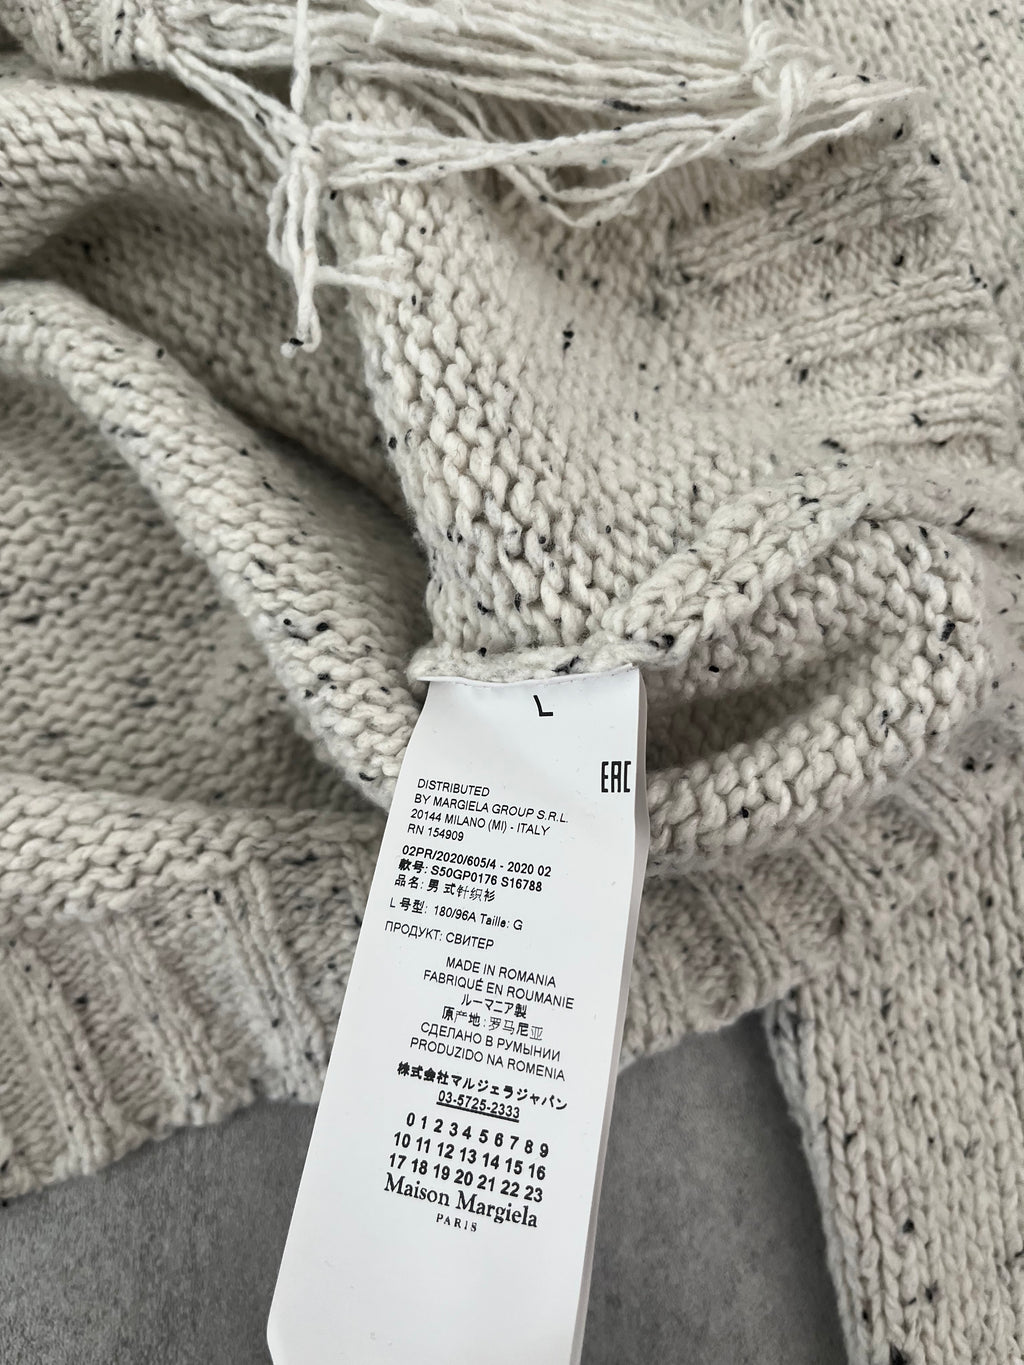 L
EAC
DISTRIBUTED
BY MARGIELA GROUP S.R.L.
20144 MILANO (MI) - ITALY
RN 154909
02PR/2020/605/4 - 2020 02
款号: S50GP0176 S16788
品名: 男 式针织衫
L 号型: 180/96A Taille: G
ПРОДУКТ: СВИТЕР
MADE IN ROMANIA
FABRIQUÉ EN ROUMANIE
ルーマニア製
原产地: 罗马尼亚
СДЕЛАНО В РУМЫНИИ
PRODUZIDO NA ROMENIA
株式会社マルジェラジャパン
03-5725-2333
0 1 2 3 4 5 6 7 8 9
10 11 12 13 14 15 16
17 18 19 20 21 22 23
Maison Margiela
PARIS